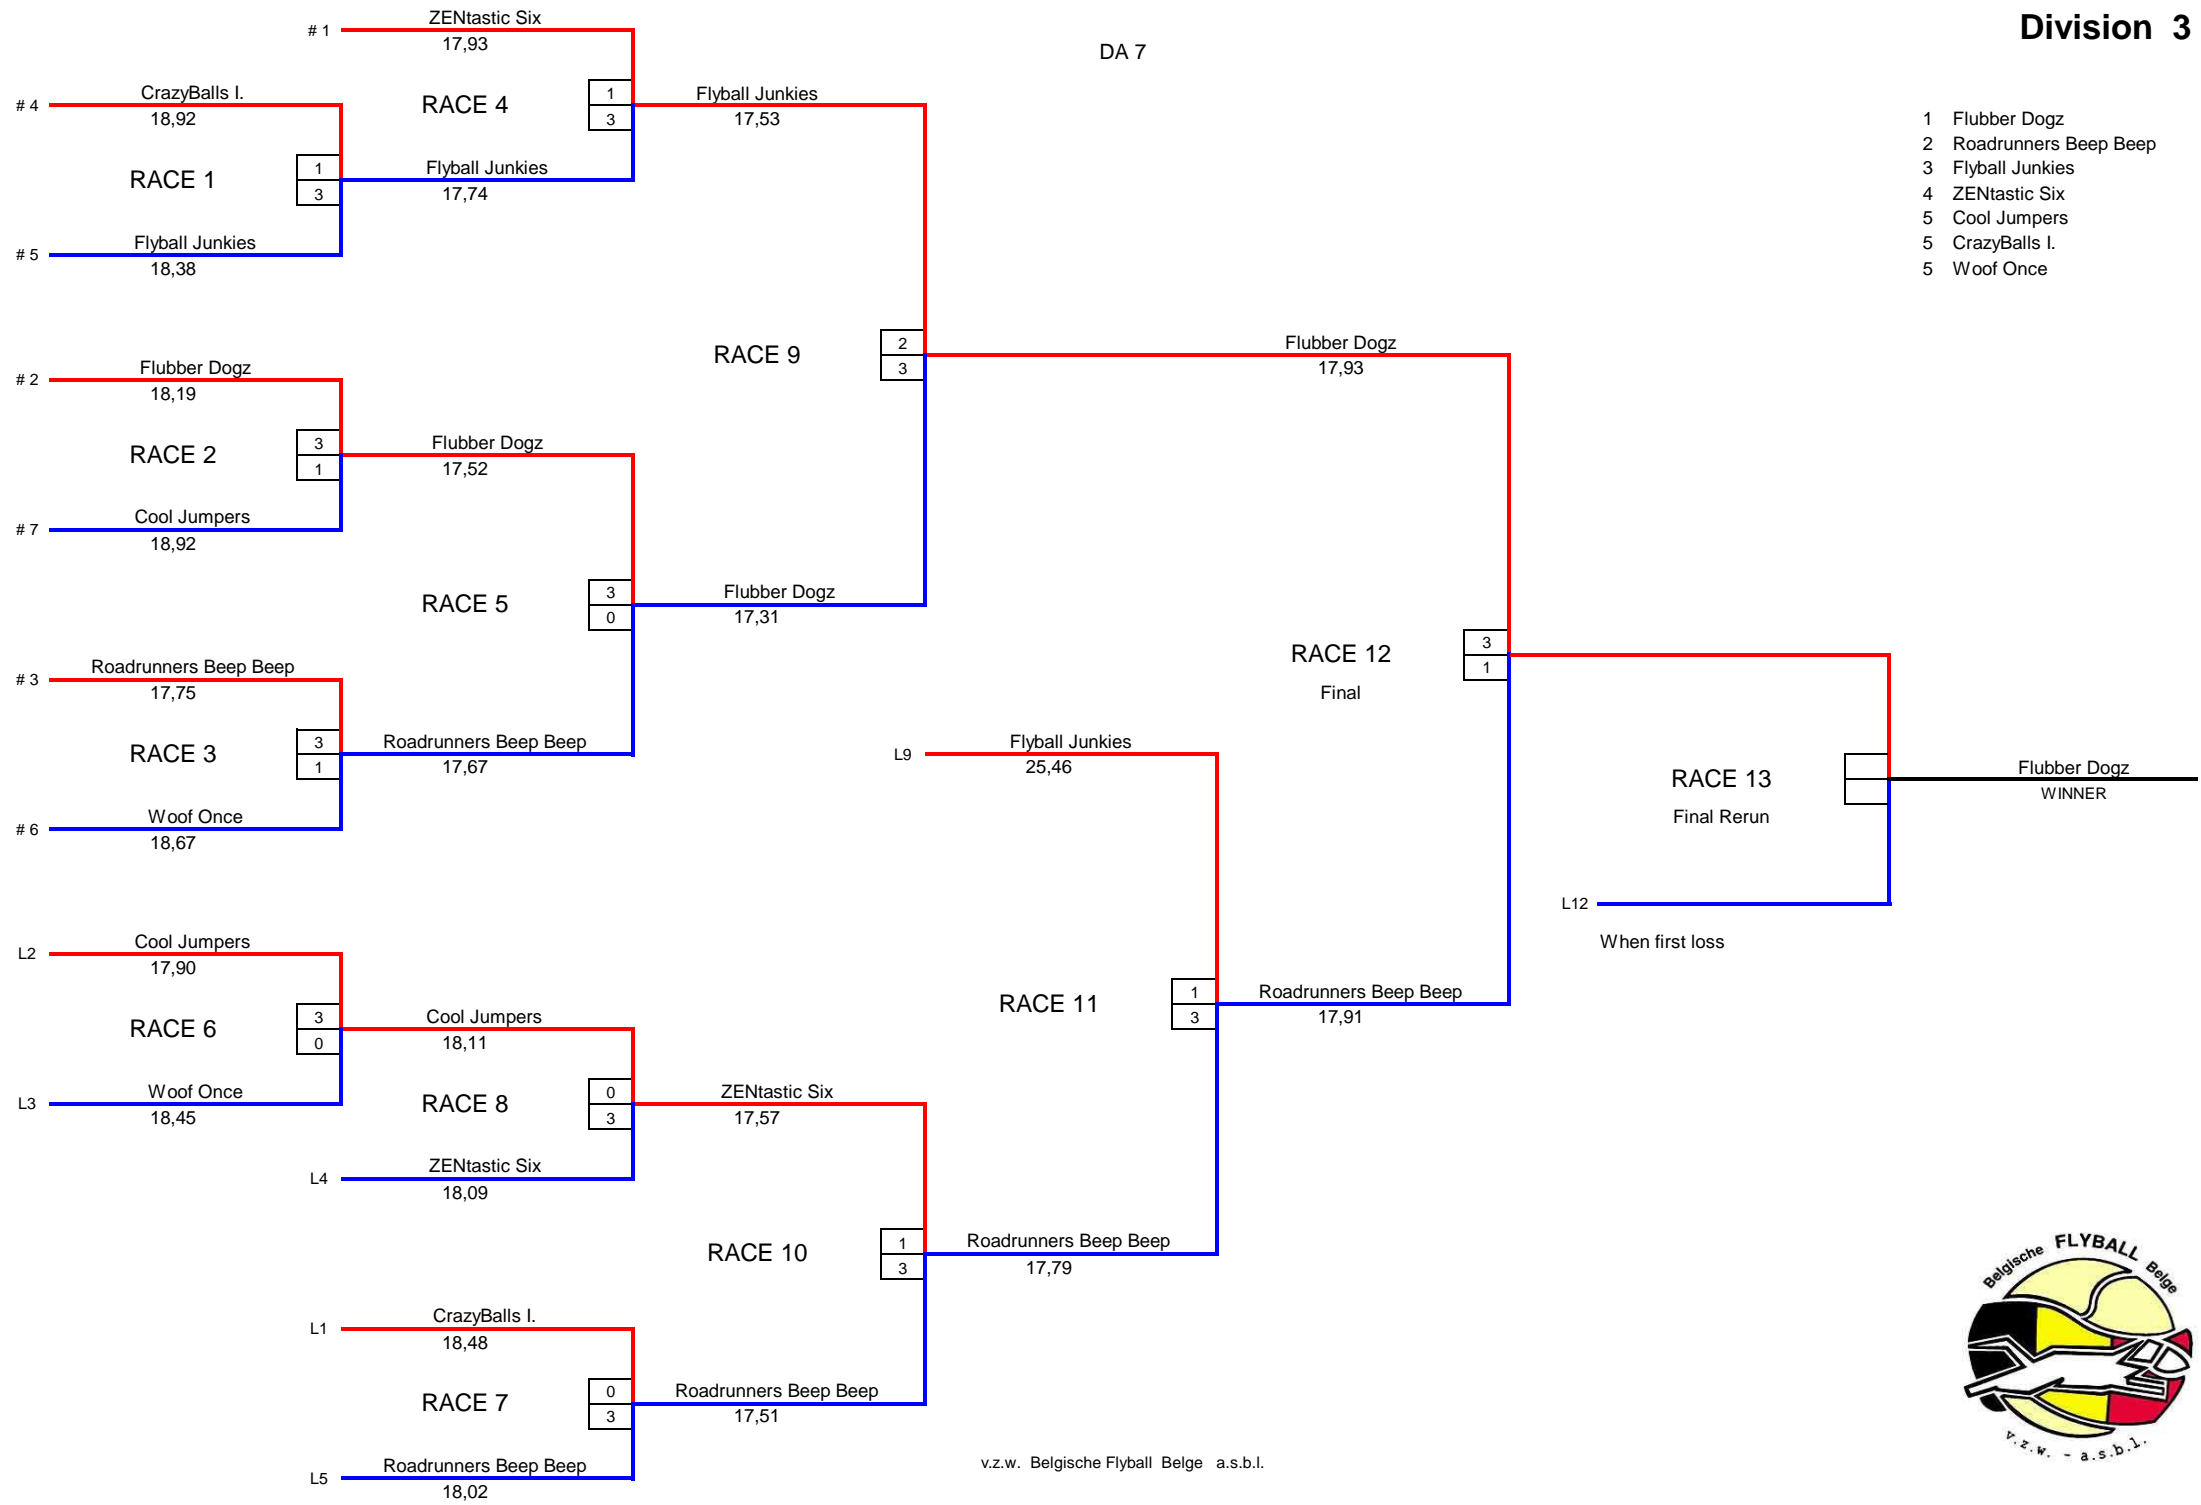 Division 3
DA 7
1 Flubber Dogz
2 Roadrunners Beep Beep
3 Flyball Junkies
4 ZENtastic Six
5 Cool Jumpers
5 CrazyBalls I.
5 Woof Once
# 1
ZENtastic Six
17,93
# 4
CrazyBalls I.
18,92
RACE 4
1
3
Flyball Junkies
17,53
RACE 1
1
3
Flyball Junkies
17,74
# 5
Flyball Junkies
18,38
RACE 9
2
3
Flubber Dogz
17,93
# 2
Flubber Dogz
18,19
RACE 2
3
1
Flubber Dogz
17,52
# 7
Cool Jumpers
18,92
RACE 5
3
0
Flubber Dogz
17,31
# 3
Roadrunners Beep Beep
17,75
RACE 12
Final
3
1
RACE 3
3
1
Roadrunners Beep Beep
17,67
L9
Flyball Junkies
25,46
RACE 13
Final Rerun
Flubber Dogz
WINNER
# 6
Woof Once
18,67
L12
When first loss
L2
Cool Jumpers
17,90
RACE 6
3
0
Cool Jumpers
18,11
RACE 11
1
3
Roadrunners Beep Beep
17,91
L3
Woof Once
18,45
RACE 8
0
3
ZENtastic Six
17,57
L4
ZENtastic Six
18,09
RACE 10
1
3
Roadrunners Beep Beep
17,79
L1
CrazyBalls I.
18,48
RACE 7
0
3
Roadrunners Beep Beep
17,51
L5
Roadrunners Beep Beep
18,02
v.z.w. Belgische Flyball Belge a.s.b.l.
Belgische FLYBALL Belge
v.z.w. - a.s.b.l.